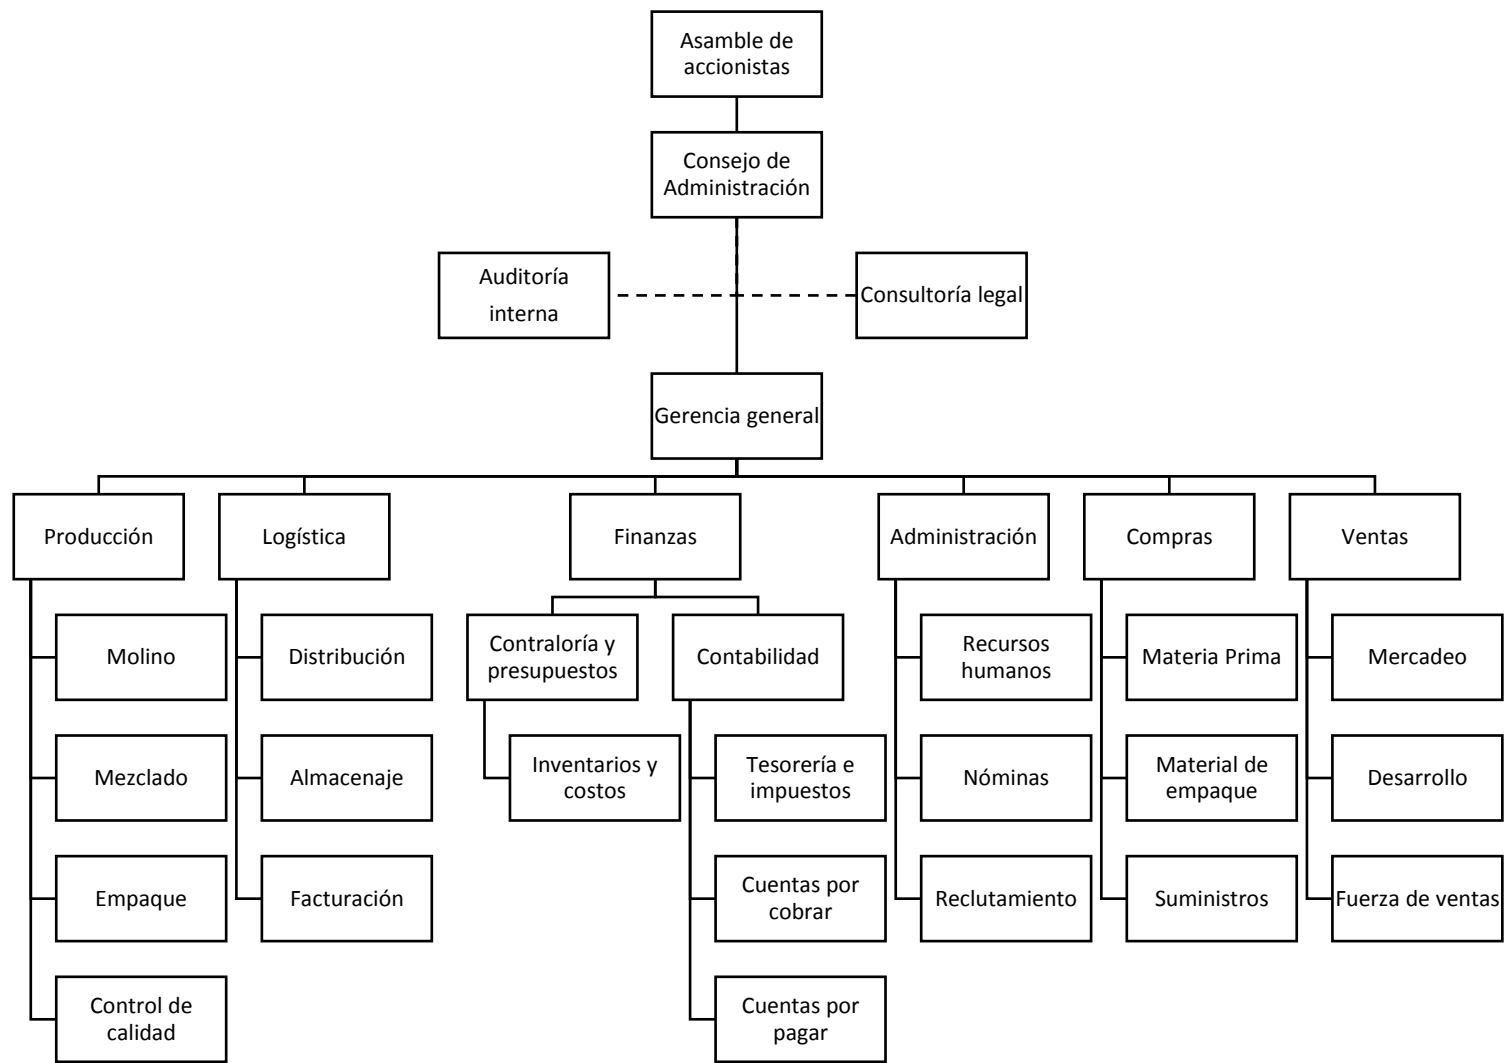 Asamble de
accionistas
Consejo de
Administración
Auditoría
interna
Consultoría legal
Gerencia general
Producción
Logística
Finanzas
Administración
Compras
Ventas
Molino
Distribución
Contraloría y
presupuestos
Contabilidad
Recursos
humanos
Materia Prima
Mercadeo
Mezclado
Almacenaje
Inventarios y
costos
Tesorería e
impuestos
Nóminas
Material de
empaque
Desarrollo
Empaque
Facturación
Cuentas por
cobrar
Reclutamiento
Suministros
Fuerza de ventas
Control de
calidad
Cuentas por
pagar